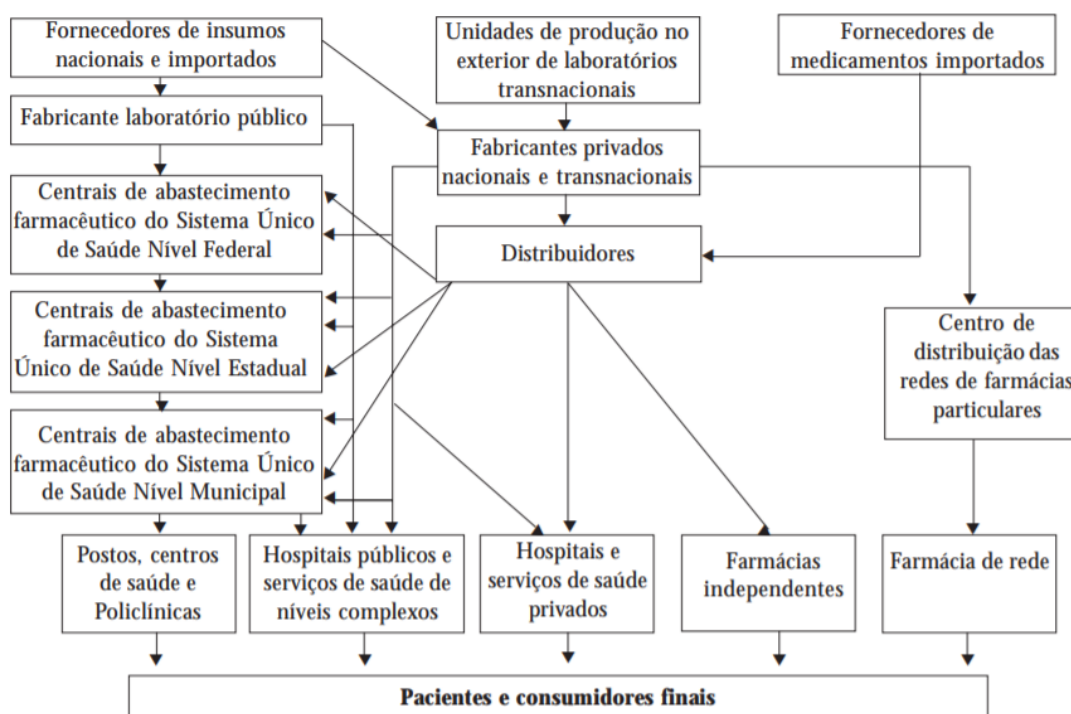 Fornecedores de insumos
nacionais e importados
Unidades de produção no
exterior de laboratórios
transnacionais
Fornecedores de
medicamentos importados
Fabricante laboratório público
Fabricantes privados
nacionais e transnacionais
Centrais de abastecimento
farmacêutico do Sistema Único
de Saúde Nível Federal
Distribuidores
Centrais de abastecimento
farmacêutico do Sistema
Único de Saúde Nível Estadual
Centro de
distribuição das
redes de farmácias
particulares
Centrais de abastecimento
farmacêutico do Sistema Único
de Saúde Nível Municipal
Postos, centros
de saúde e
Policlínicas
Hospitais públicos e
serviços de saúde de
níveis complexos
Hospitais e
serviços de saúde
privados
Farmácias
independentes
Farmácia de rede
Pacientes e consumidores finais